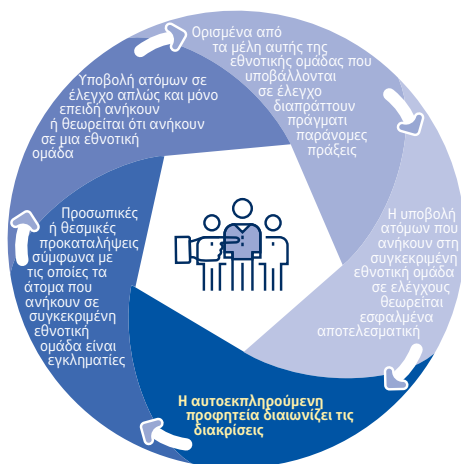 Ορισμένα από
τα μέλη αυτής της
εθνοτικής ομάδας που
υποβάλλονται
σε έλεγχο
διαπράττουν
πράγματι
παράνομες
πράξεις
Η υποβολή
ατόμων που
ανήκουν στη
συγκεκριμένη
εθνοτική ομάδα
σε ελέγχους
θεωρείται
εσφαλμένα
αποτελεσματική
Η αυτοεκπληρούμενη
προφητεία διαιωνίζει τις
διακρίσεις
Προσωπικές
ή θεσμικές
προκαταλήψεις
σύμφωνα με
τις οποίες τα
άτομα που
ανήκουν σε
συγκεκριμένη
εθνοτική
ομάδα είναι
εγκληματίες
Υποβολή ατόμων σε
έλεγχο απλώς και μόνο
επειδή ανήκουν
ή θεωρείται ότι ανήκουν
σε μια εθνοτική
ομάδα